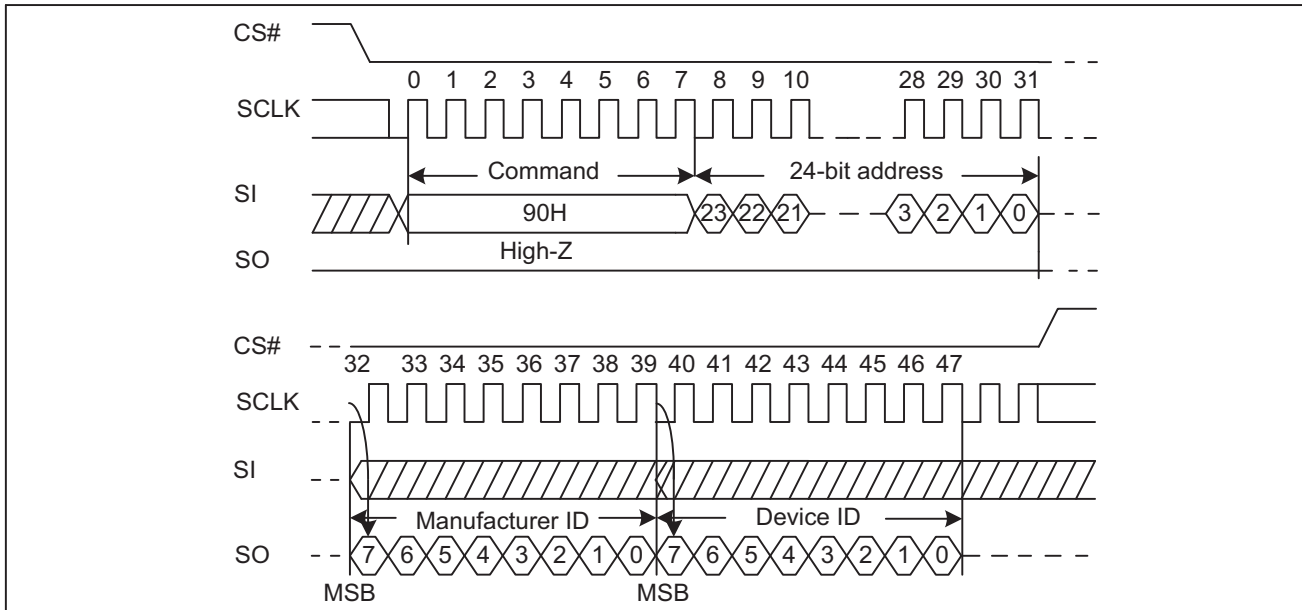 CS#
0 1 2 3 4 5 6 7 8 9 10 28 29 30 31
SCLK
Command 24-bit address
SI
90H 23 22 21 3 2 1 0
High-Z
SO
CS#
32 33 34 35 36 37 38 39 40 41 42 43 44 45 46 47
SCLK
SI
Manufacturer ID Device ID
SO 7 6 5 4 3 2 1 0 7 6 5 4 3 2 1 0
MSB MSB